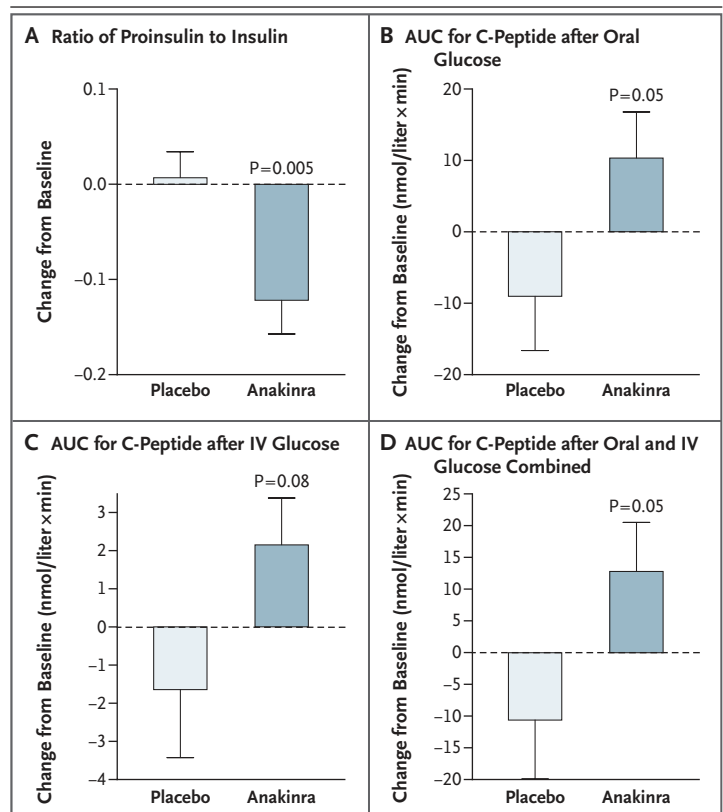 A Ratio of Proinsulin to Insulin
Change from Baseline
0.1
0.0
−0.1
−0.2
P=0.005
Placebo Anakinra
B AUC for C-Peptide after Oral
Glucose
Change from Baseline (nmol/liter×min)
20
10
0
−10
−20
P=0.05
Placebo Anakinra
C AUC for C-Peptide after IV Glucose
Change from Baseline (nmol/liter×min)
3
2
1
0
−1
−2
−3
−4
P=0.08
Placebo Anakinra
D AUC for C-Peptide after Oral and IV
Glucose Combined
Change from Baseline (nmol/liter×min)
25
20
15
10
5
0
−5
−10
−15
−20
P=0.05
Placebo Anakinra